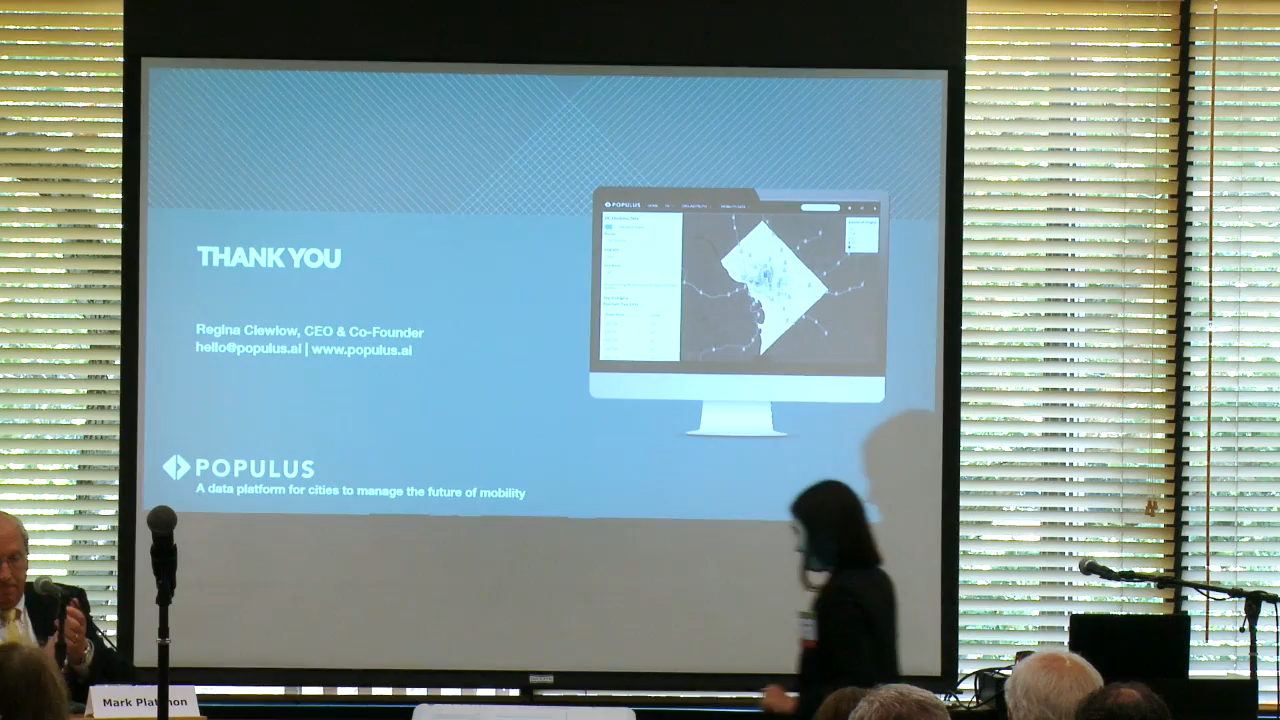 POPULUS
THANK YOU
Regina Clewlow, CEO & Co-Founder
hello@populus.ai | www.populus.ai
POPULUS
A data platform for cities to manage the future of mobility
Mark Pla